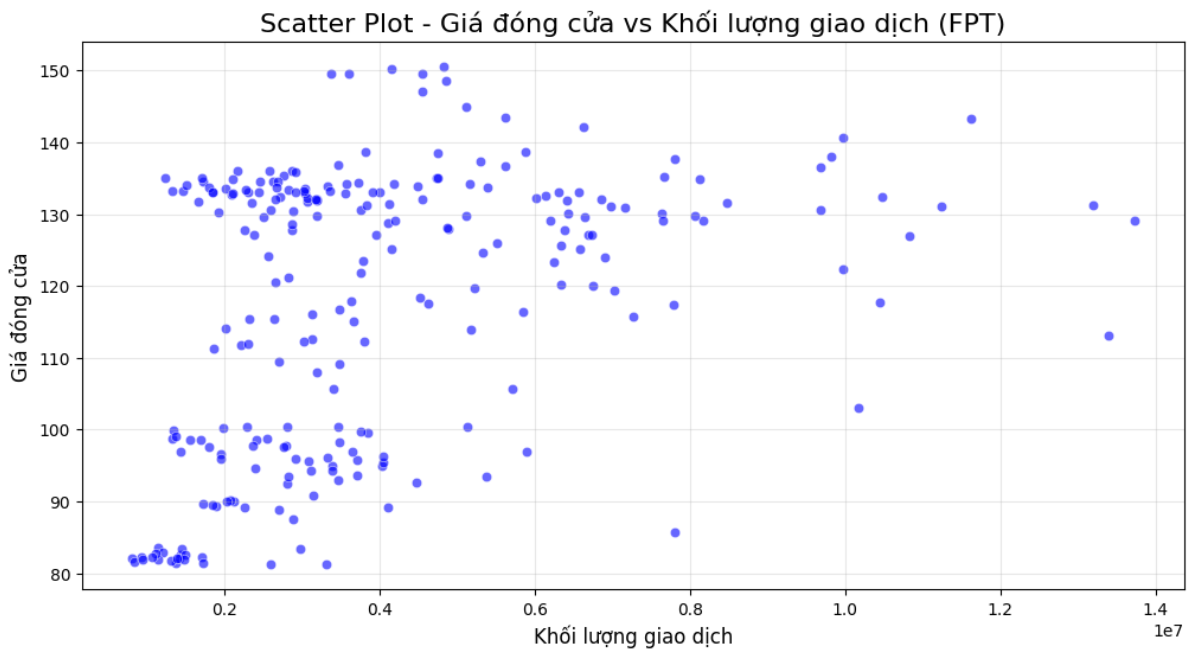 Scatter Plot - Giá đóng cửa vs Khối lượng giao dịch (FPT)
150
140
130
120
110
100
90
80
Giá đóng cửa
0.2 0.4 0.6 0.8 1.0 1.2 1.4
1e7
Khối lượng giao dịch